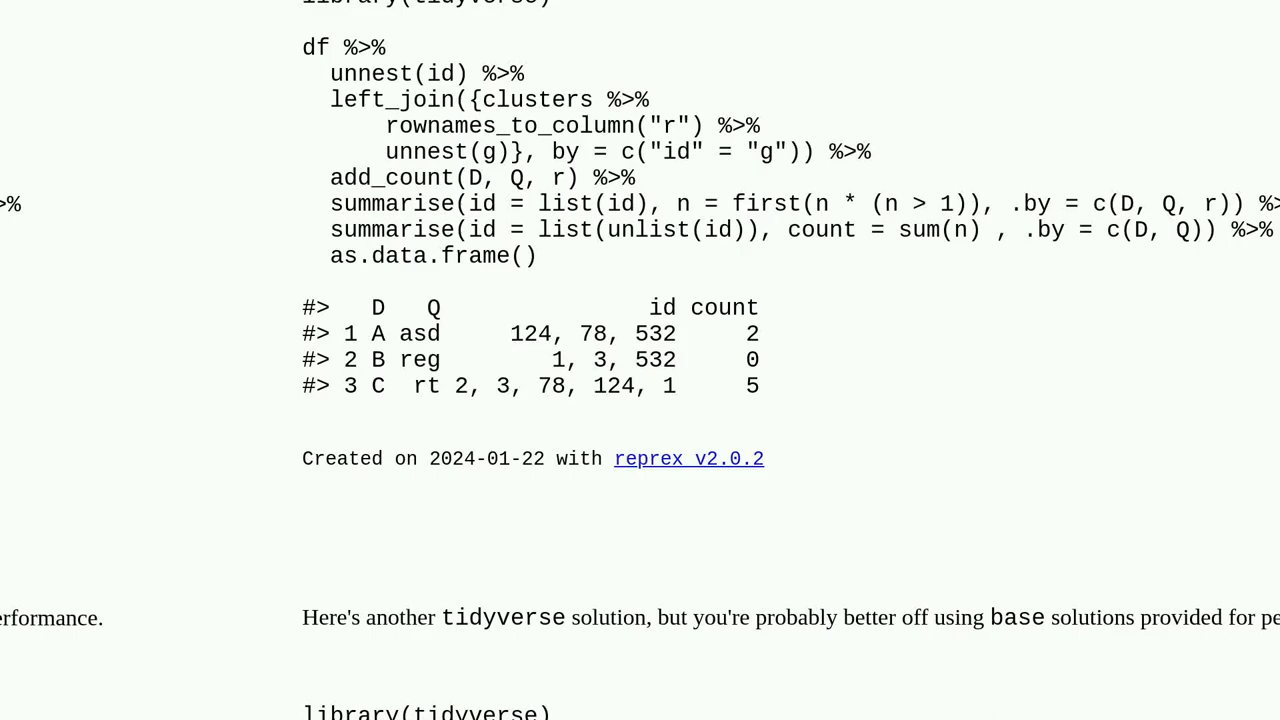 df %>%
  unnest(id) %>%
  left_join({clusters %>%
      rownames_to_column("r") %>%
      unnest(g)}, by = c("id" = "g")) %>%
  add_count(D, Q, r) %>%
>%
  summarise(id = list(id), n = first(n * (n > 1)), .by = c(D, Q, r)) %>
  summarise(id = list(unlist(id)), count = sum(n) , .by = c(D, Q)) %>%
  as.data.frame()
#>   D   Q               id count
#> 1 A asd     124, 78, 532     2
#> 2 B reg        1, 3, 532     0
#> 3 C  rt 2, 3, 78, 124, 1     5
Created on 2024-01-22 with reprex v2.0.2
erformance.
Here's another tidyverse solution, but you're probably better off using base solutions provided for pe
library(tidyverse)